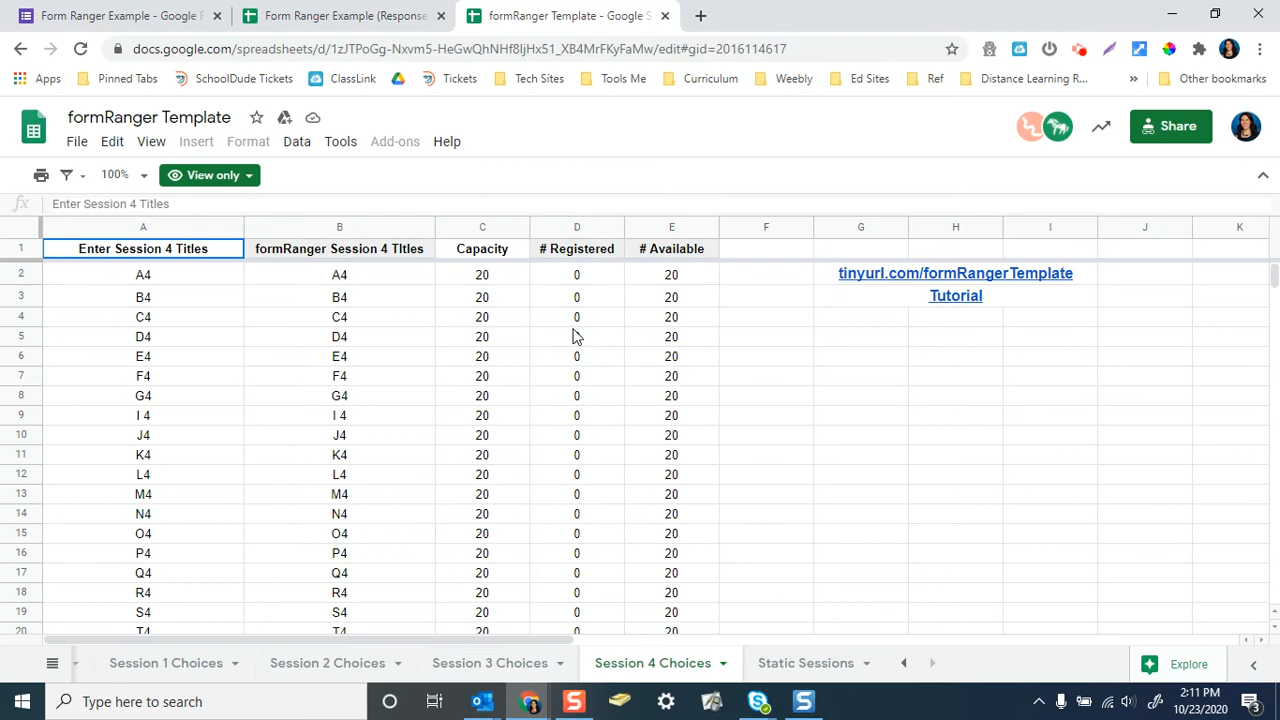 Form Ranger Example - Google F
Form Ranger Example (Response
formRanger Template - Google S
docs.google.com/spreadsheets/d/1zJTPoGg-Nxvm5-HeGwQhNHf8IjHx51_XB4MrFKyFaMw/edit#gid=2016114617
Apps Pinned Tabs SchoolDude Tickets ClassLink Tickets Tech Sites Tools Me Curriculum Weebly Ed Sites Ref Distance Learning R... » Other bookmarks
formRanger Template
File Edit View Insert Format Data Tools Add-ons Help
Share
100% View only
fx Enter Session 4 Titles
A B C D E F G H I J K
1 Enter Session 4 Titles formRanger Session 4 TItles Capacity # Registered # Available
2 A4 A4 20 0 20 tinyurl.com/formRangerTemplate
3 B4 B4 20 0 20 Tutorial
4 C4 C4 20 0 20
5 D4 D4 20 0 20
6 E4 E4 20 0 20
7 F4 F4 20 0 20
8 G4 G4 20 0 20
9 I 4 I 4 20 0 20
10 J4 J4 20 0 20
11 K4 K4 20 0 20
12 L4 L4 20 0 20
13 M4 M4 20 0 20
14 N4 N4 20 0 20
15 O4 O4 20 0 20
16 P4 P4 20 0 20
17 Q4 Q4 20 0 20
18 R4 R4 20 0 20
19 S4 S4 20 0 20
20 T4 T4 20 0 20
Session 1 Choices Session 2 Choices Session 3 Choices Session 4 Choices Static Sessions Explore
Type here to search
2:11 PM
10/23/2020
3